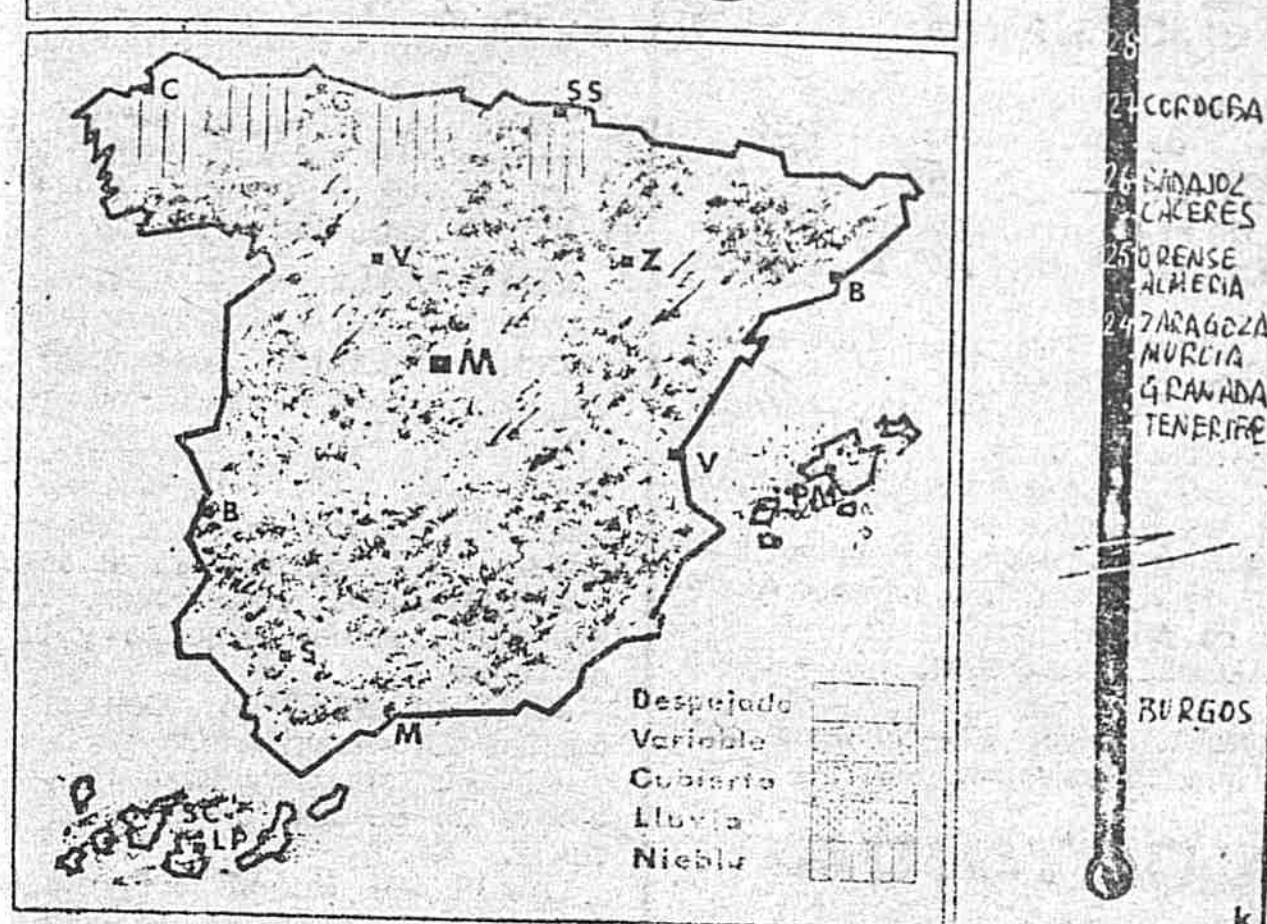 C
G
SS
V
Z
B
M
V
PM
B
S
M
SC
LP
Despejado
Variable
Cubierto
Lluvia
Niebla
28
27 CORDOBA
26 BADAJOZ
CACERES
25 ORENSE
ALMERIA
24 ZARAGOZA
MURCIA
GRANADA
TENERIFE
BURGOS
k